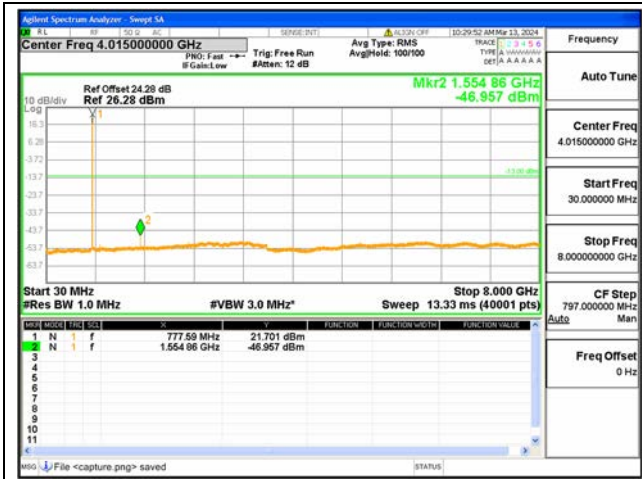 Agilent Spectrum Analyzer - Swept SA
RL RF 50 Ω AC SENSE:INT ALIGN OFF 10:29:52 AM Mar 13, 2024
Center Freq 4.015000000 GHz
PNO: Fast
IFGain:Low
Trig: Free Run
#Atten: 12 dB
Avg Type: RMS
Avg|Hold: 100/100
TRACE 1 2 3 4 5 6
TYPE A
DET A A A A A A
Frequency
Auto Tune
Center Freq
4.015000000 GHz
Start Freq
30.000000 MHz
Stop Freq
8.000000000 GHz
CF Step
797.000000 MHz
Auto Man
Freq Offset
0 Hz
Mkr2 1.554 86 GHz
-46.957 dBm
Ref Offset 24.28 dB
10 dB/div Ref 26.28 dBm
Log
16.3
6.28
-3.72
-13.7
-23.7
-33.7
-43.7
-53.7
-63.7
1
2
-13.00 dBm
Start 30 MHz
Stop 8.000 GHz
#Res BW 1.0 MHz
#VBW 3.0 MHz*
Sweep 13.33 ms (40001 pts)
MKR MODE TRC SCL X Y FUNCTION FUNCTION WIDTH FUNCTION VALUE
1 N 1 f 777.59 MHz 21.701 dBm
2 N 1 f 1.554 86 GHz -46.957 dBm
3
4
5
6
7
8
9
10
11
MSG File <capture.png> saved
STATUS